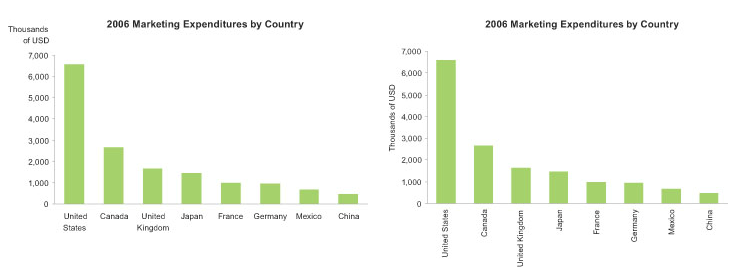 2006 Marketing Expenditures by Country
Thousands
of USD
7,000
6,000
5,000
4,000
3,000
2,000
1,000
0
United
States
Canada
United
Kingdom
Japan
France
Germany
Mexico
China
2006 Marketing Expenditures by Country
Thousands of USD
7,000
6,000
5,000
4,000
3,000
2,000
1,000
0
United States
Canada
United Kingdom
Japan
France
Germany
Mexico
China